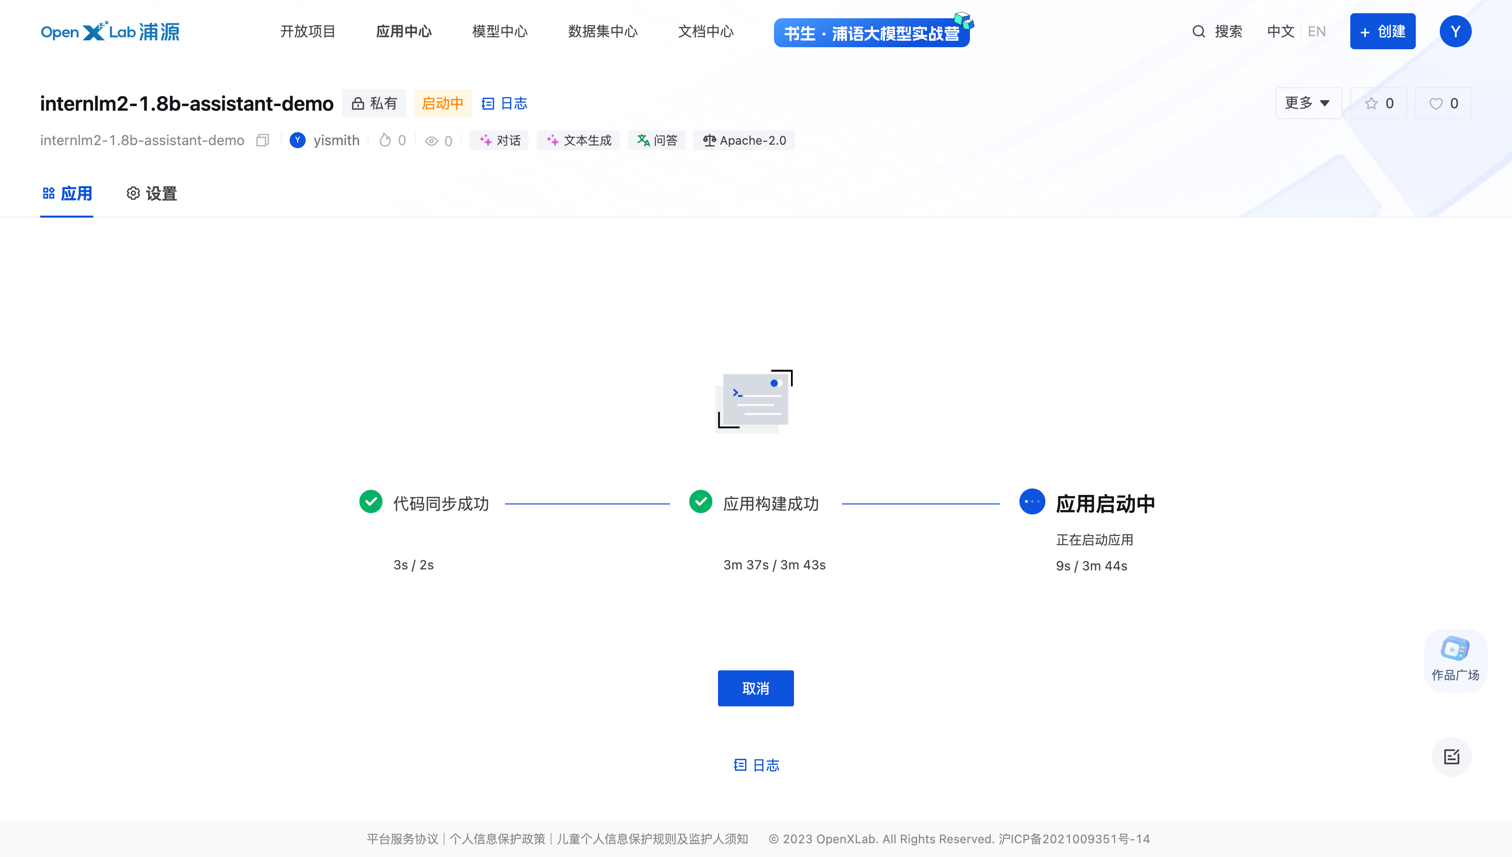 Open X Lab 浦源
开放项目 应用中心 模型中心 数据集中心 文档中心 书生·浦语大模型实战营 搜索 中文 EN + 创建 Y
internlm2-1.8b-assistant-demo 私有 启动中 日志 更多 0 0
internlm2-1.8b-assistant-demo Y yismith 0 0 对话 文本生成 问答 Apache-2.0
应用 设置
代码同步成功 应用构建成功 应用启动中
正在启动应用
3s / 2s 3m 37s / 3m 43s 9s / 3m 44s
作品广场
取消
日志
平台服务协议 | 个人信息保护政策 | 儿童个人信息保护规则及监护人须知 © 2023 OpenXLab. All Rights Reserved. 沪ICP备2021009351号-14